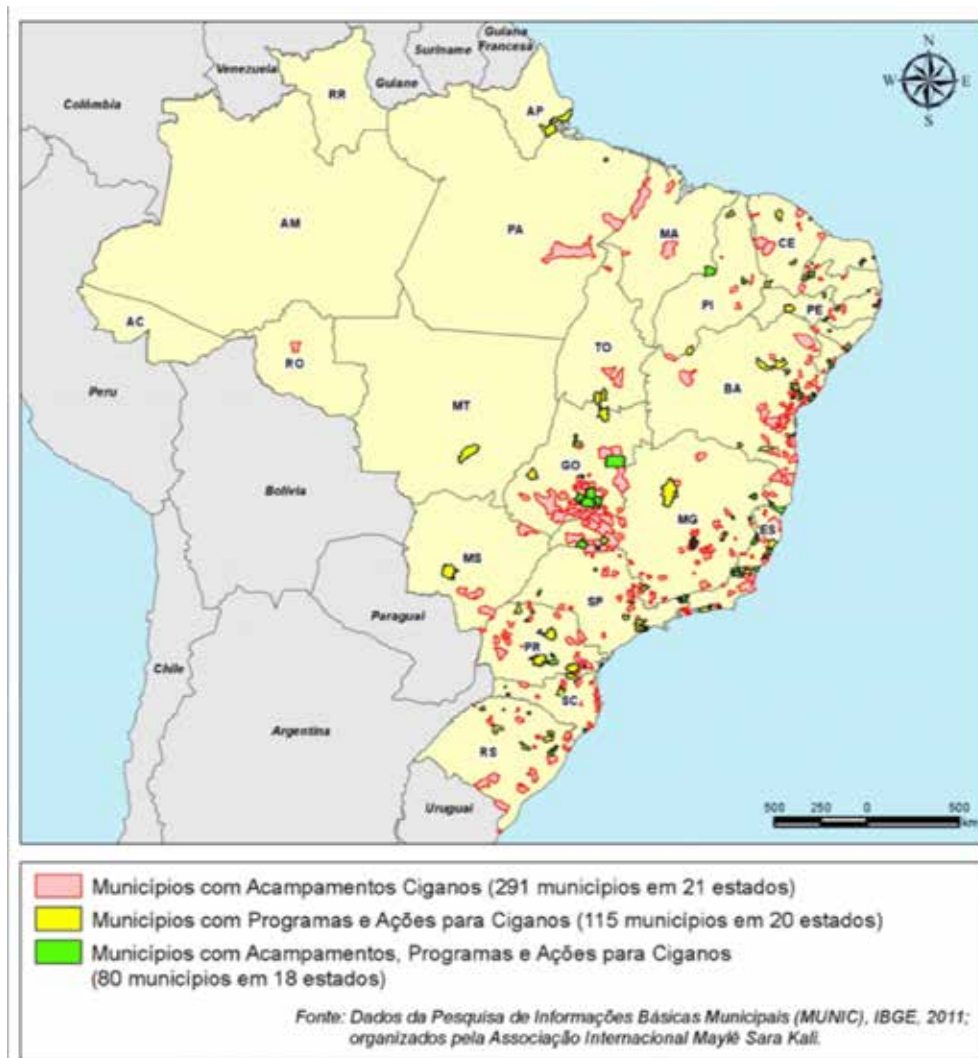 Guiana
Francesa
Suriname
Venezuela
Guiane
Colômbia
N
W
E
S
RR
AP
AM
PA
MA
CE
PI
PE
AC
RO
TO
BA
MT
Peru
GO
Bolívia
MG
ES
MS
SP
Paraguai
PR
Chile
SC
Argentina
RS
Uruguai
500 250 0 500
km
Municípios com Acampamentos Ciganos (291 municípios em 21 estados)
Municípios com Programas e Ações para Ciganos (115 municípios em 20 estados)
Municípios com Acampamentos, Programas e Ações para Ciganos
(80 municípios em 18 estados)
Fonte: Dados da Pesquisa de Informações Básicas Municipais (MUNIC), IBGE, 2011;
organizados pela Associação Internacional Maylê Sara Kali.